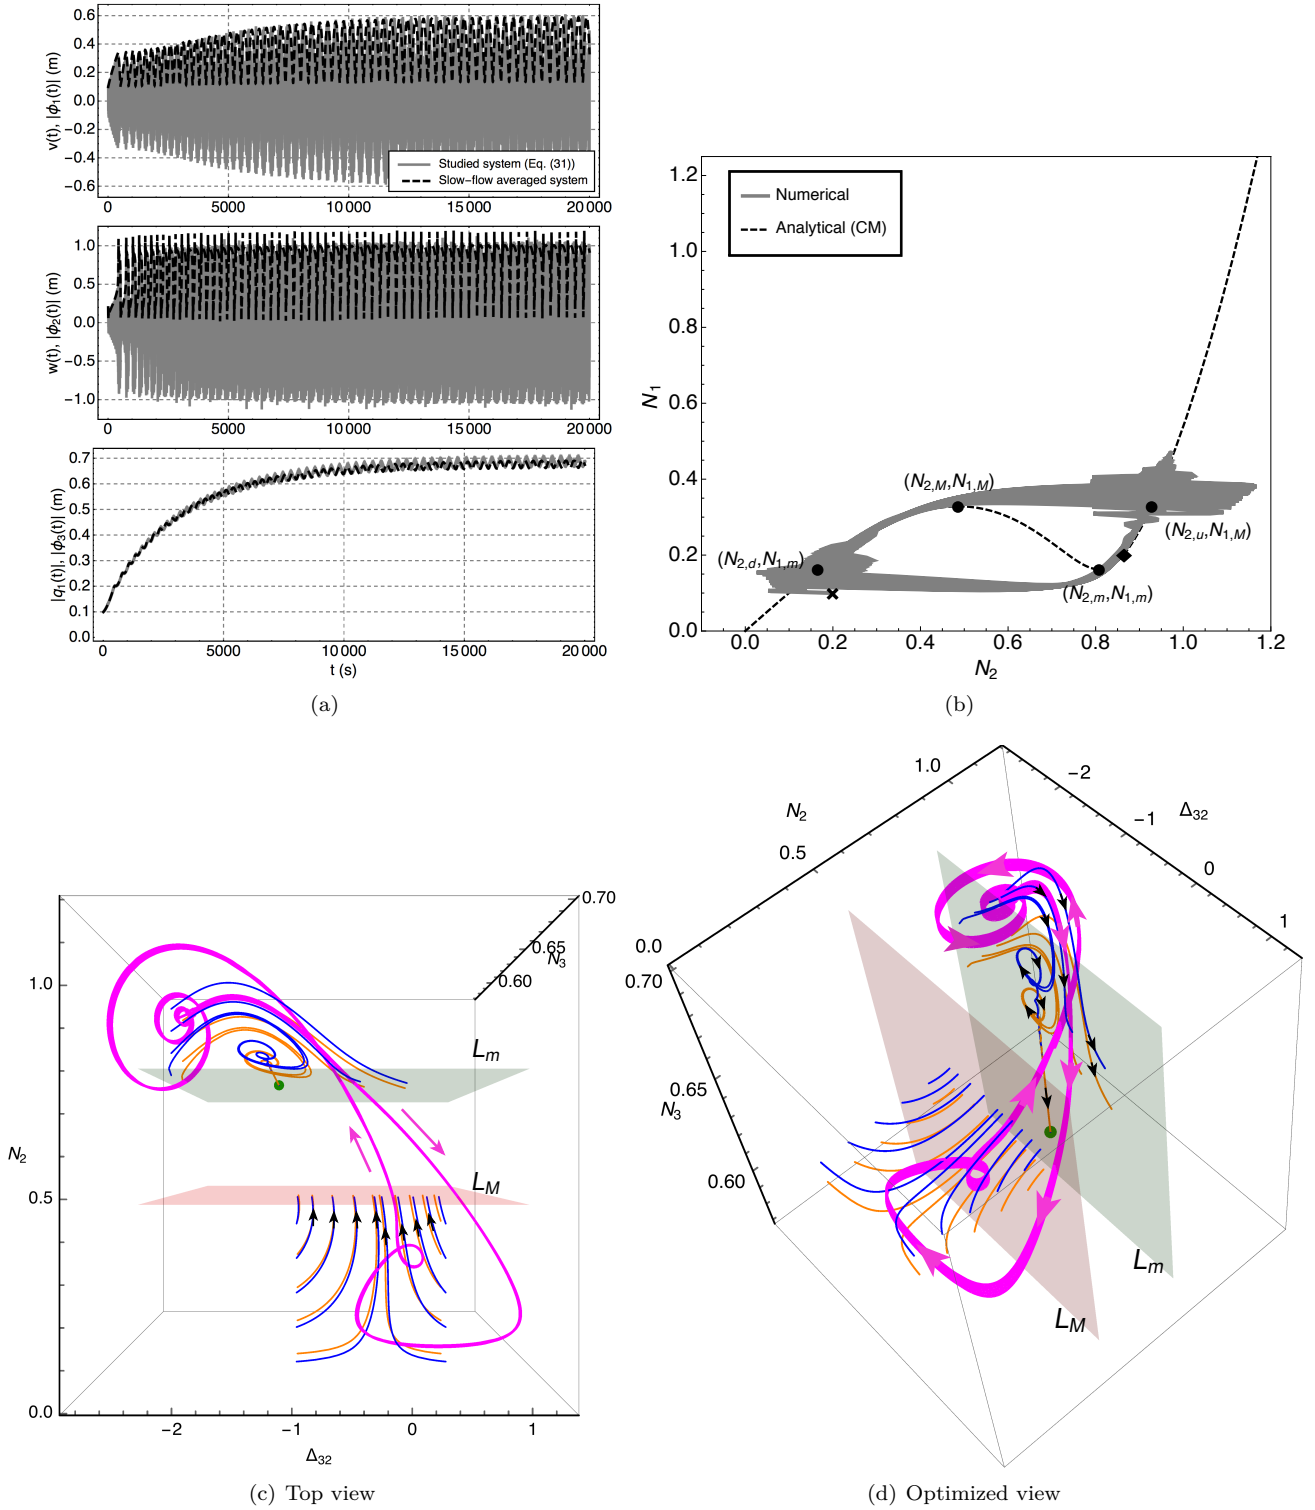 0.6
0.4
0.2
0.0
−0.2
−0.4
−0.6
v(t), |ϕ1(t)| (m)
Studied system (Eq. (31))
Slow−flow averaged system
0 5000 10000 15000 20000
1.0
0.5
0.0
−0.5
−1.0
w(t), |ϕ2(t)| (m)
0 5000 10000 15000 20000
0.7
0.6
0.5
0.4
0.3
0.2
0.1
0.0
|q1(t)|, |ϕ3(t)| (m)
0 5000 10000 15000 20000
t (s)
(a)
1.2
1.0
0.8
0.6
0.4
0.2
0.0
N1
Numerical
Analytical (CM)
(N2,M,N1,M)
(N2,d,N1,m)
(N2,u,N1,M)
(N2,m,N1,m)
0.0 0.2 0.4 0.6 0.8 1.0 1.2
N2
(b)
0.70
0.65
N3
0.60
1.0
Lm
N2
LM
0.5
0.0
−2 −1 0 1
Δ32
(c) Top view
1.0
−2
N2
−1
Δ32
0.5
0
1
0.0
0.70
0.65
N3
0.60
Lm
LM
(d) Optimized view